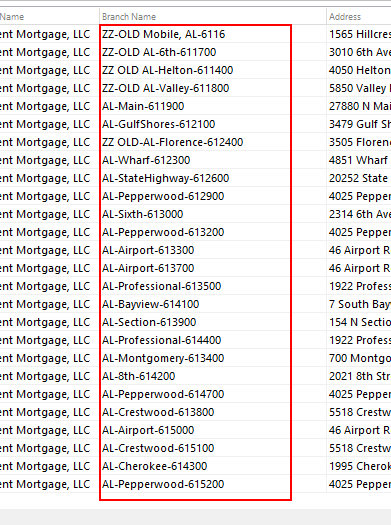 Name Branch Name Address
ent Mortgage, LLC ZZ-OLD Mobile, AL-6116 1565 Hillcres
ent Mortgage, LLC ZZ-OLD AL-6th-611700 3010 6th Ave
ent Mortgage, LLC ZZ OLD AL-Helton-611400 4050 Helton
ent Mortgage, LLC ZZ-OLD AL-Valley-611800 5850 Valley
ent Mortgage, LLC AL-Main-611900 27880 N Mai
ent Mortgage, LLC AL-GulfShores-612100 3479 Gulf S
ent Mortgage, LLC ZZ OLD-AL-Florence-612400 3505 Floren
ent Mortgage, LLC AL-Wharf-612300 4851 Wharf
ent Mortgage, LLC AL-StateHighway-612600 20252 State
ent Mortgage, LLC AL-Pepperwood-612900 4025 Pepper
ent Mortgage, LLC AL-Sixth-613000 2314 6th Ave
ent Mortgage, LLC AL-Pepperwood-613200 4025 Pepper
ent Mortgage, LLC AL-Airport-613300 46 Airport R
ent Mortgage, LLC AL-Airport-613700 46 Airport R
ent Mortgage, LLC AL-Professional-613500 1922 Profess
ent Mortgage, LLC AL-Bayview-614100 7 South Bay
ent Mortgage, LLC AL-Section-613900 154 N Sectio
ent Mortgage, LLC AL-Professional-614400 1922 Profess
ent Mortgage, LLC AL-Montgomery-613400 700 Montgo
ent Mortgage, LLC AL-8th-614200 2021 8th Str
ent Mortgage, LLC AL-Pepperwood-614700 4025 Pepper
ent Mortgage, LLC AL-Crestwood-613800 5518 Crestw
ent Mortgage, LLC AL-Airport-615000 46 Airport R
ent Mortgage, LLC AL-Crestwood-615100 5518 Crestw
ent Mortgage, LLC AL-Cherokee-614300 1995 Cherok
ent Mortgage, LLC AL-Pepperwood-615200 4025 Pepper